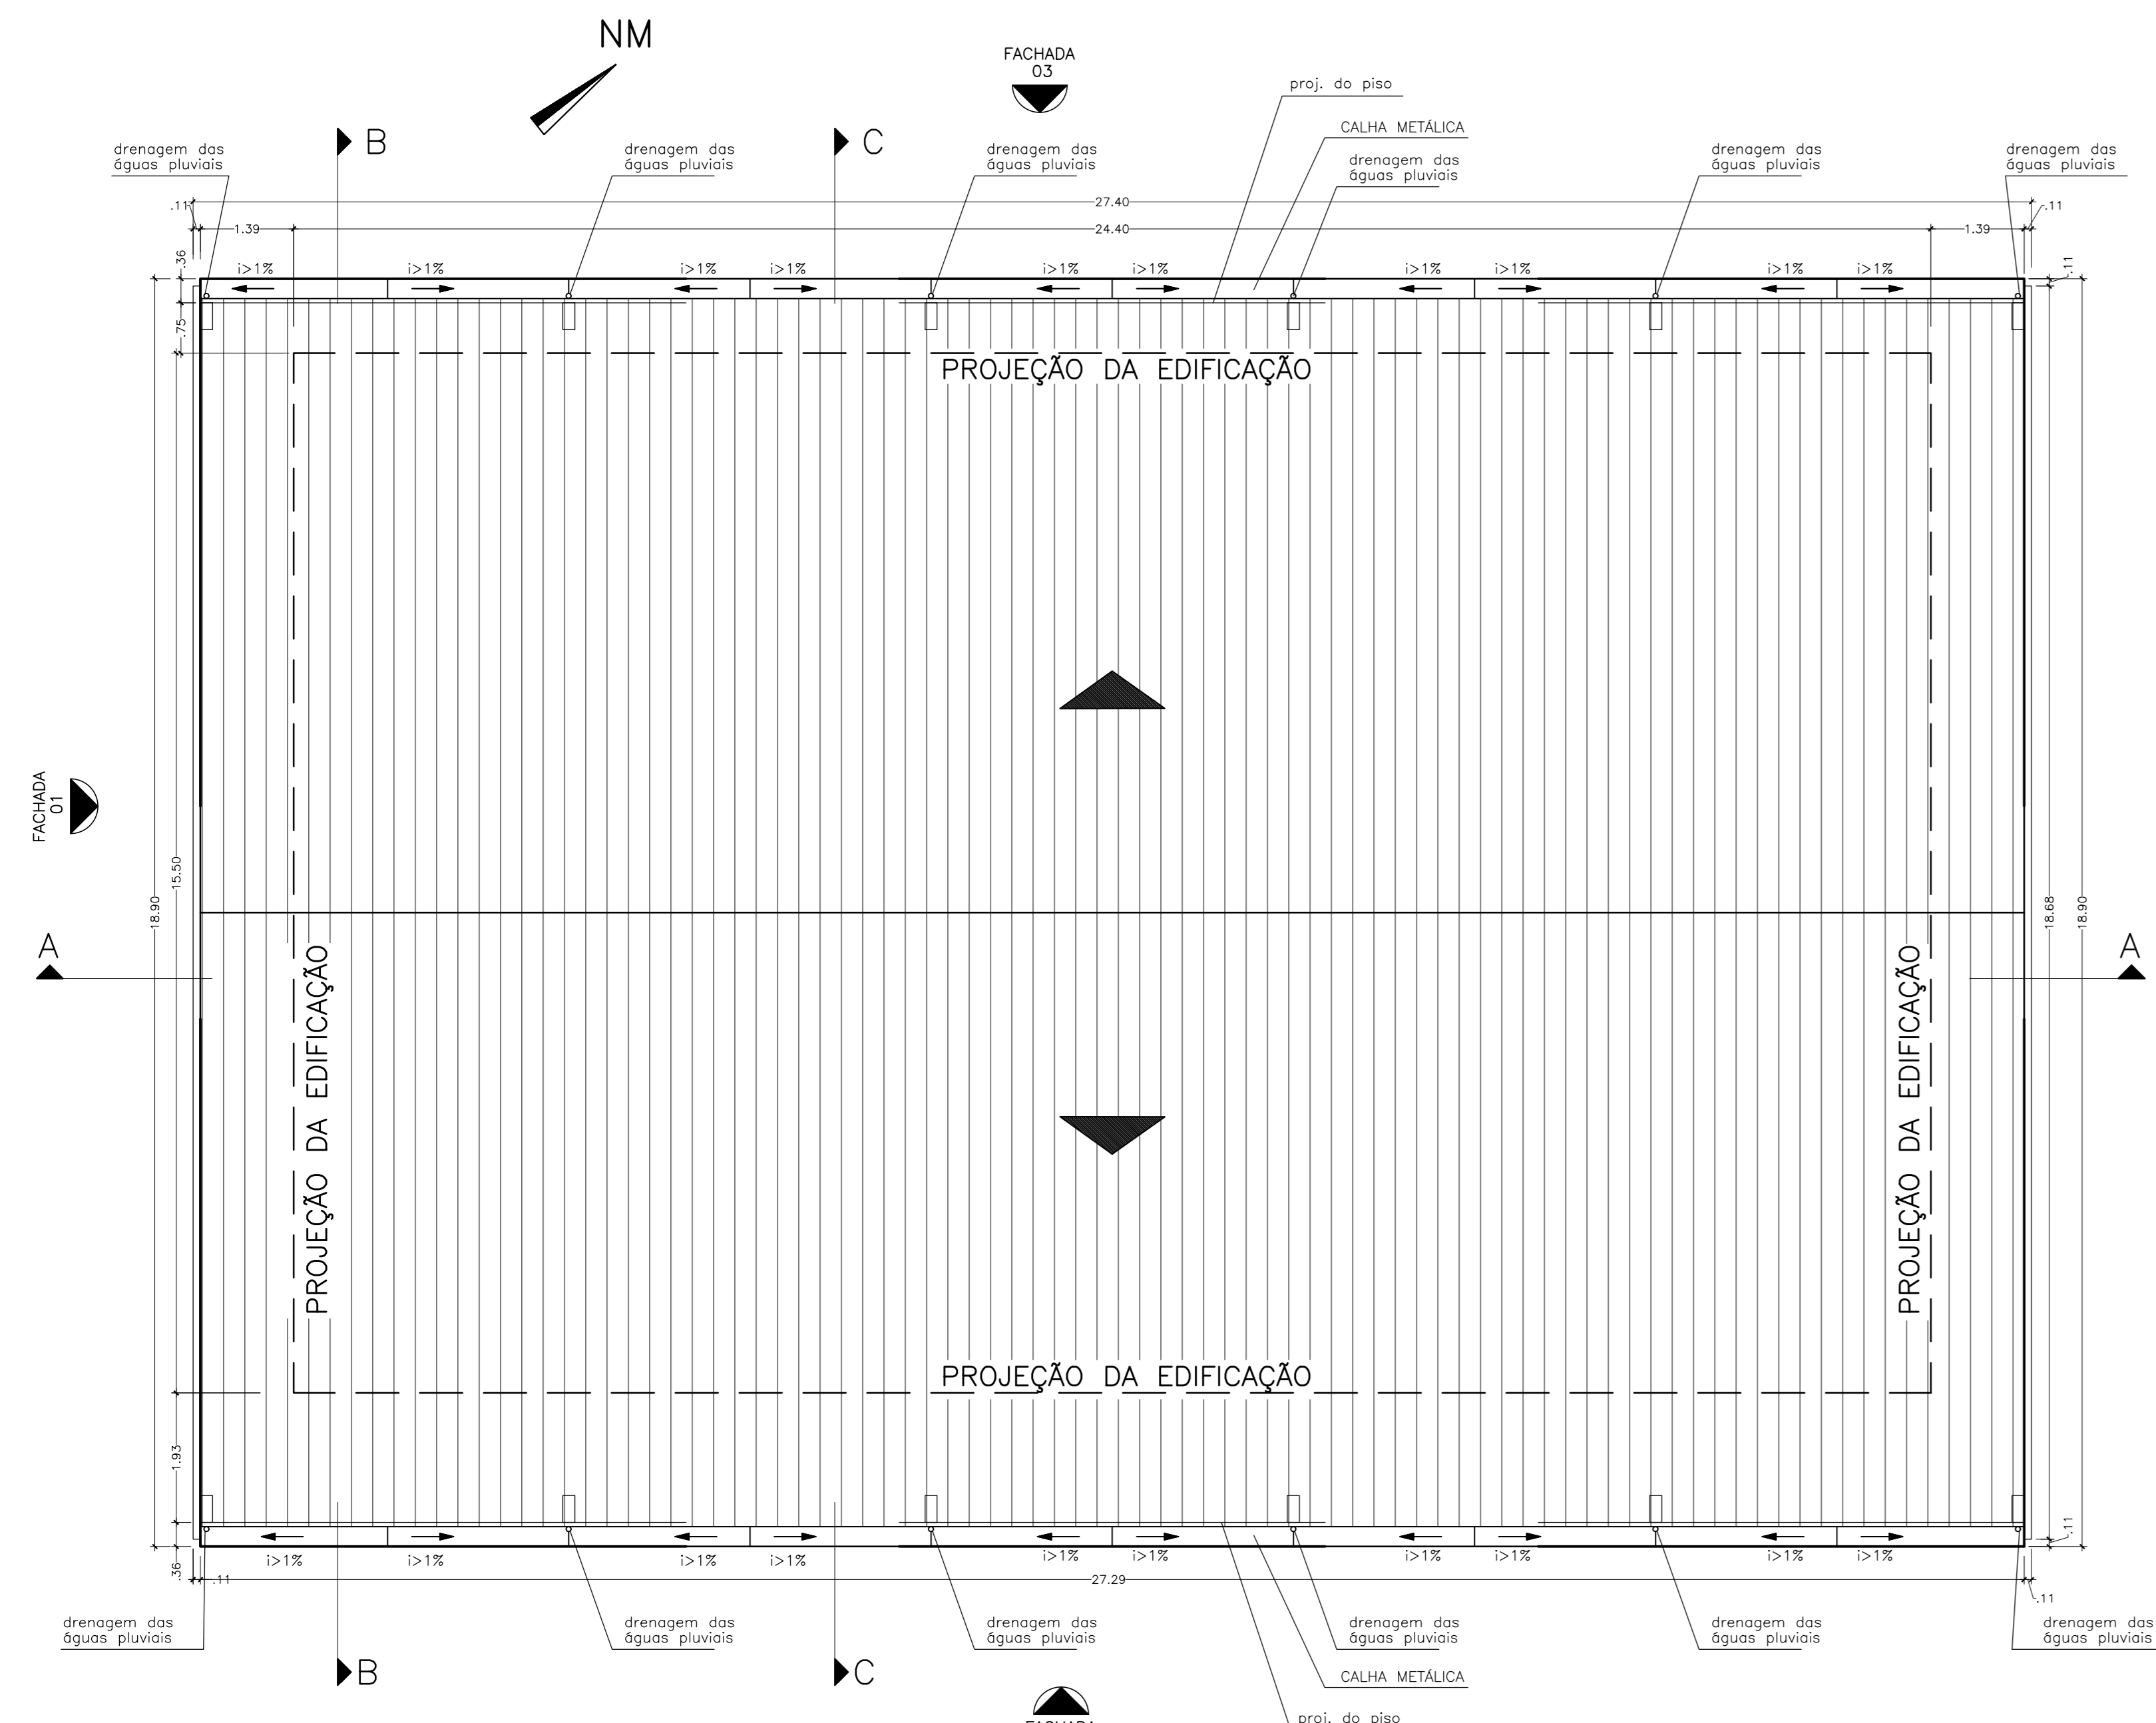 NM
FACHADA
03
proj. do piso
CALHA METÁLICA
B
C
drenagem das
águas pluviais
drenagem das
águas pluviais
drenagem das
águas pluviais
drenagem das
águas pluviais
drenagem das
águas pluviais
drenagem das
águas pluviais
27.40
.11
1.39
24.40
1.39
.11
.36
i>1%
i>1%
i>1%
i>1%
i>1%
i>1%
i>1%
i>1%
i>1%
i>1%
.11
.75
PROJEÇÃO DA EDIFICAÇÃO
FACHADA
01
15.50
18.90
18.68
18.90
A
A
PROJEÇÃO DA EDIFICAÇÃO
PROJEÇÃO DA EDIFICAÇÃO
PROJEÇÃO DA EDIFICAÇÃO
1.93
.11
.36
i>1%
i>1%
i>1%
i>1%
i>1%
i>1%
i>1%
i>1%
i>1%
i>1%
.11
27.29
.11
drenagem das
águas pluviais
drenagem das
águas pluviais
drenagem das
águas pluviais
drenagem das
águas pluviais
drenagem das
águas pluviais
drenagem das
águas pluviais
B
C
CALHA METÁLICA
proj. do piso
FACHADA